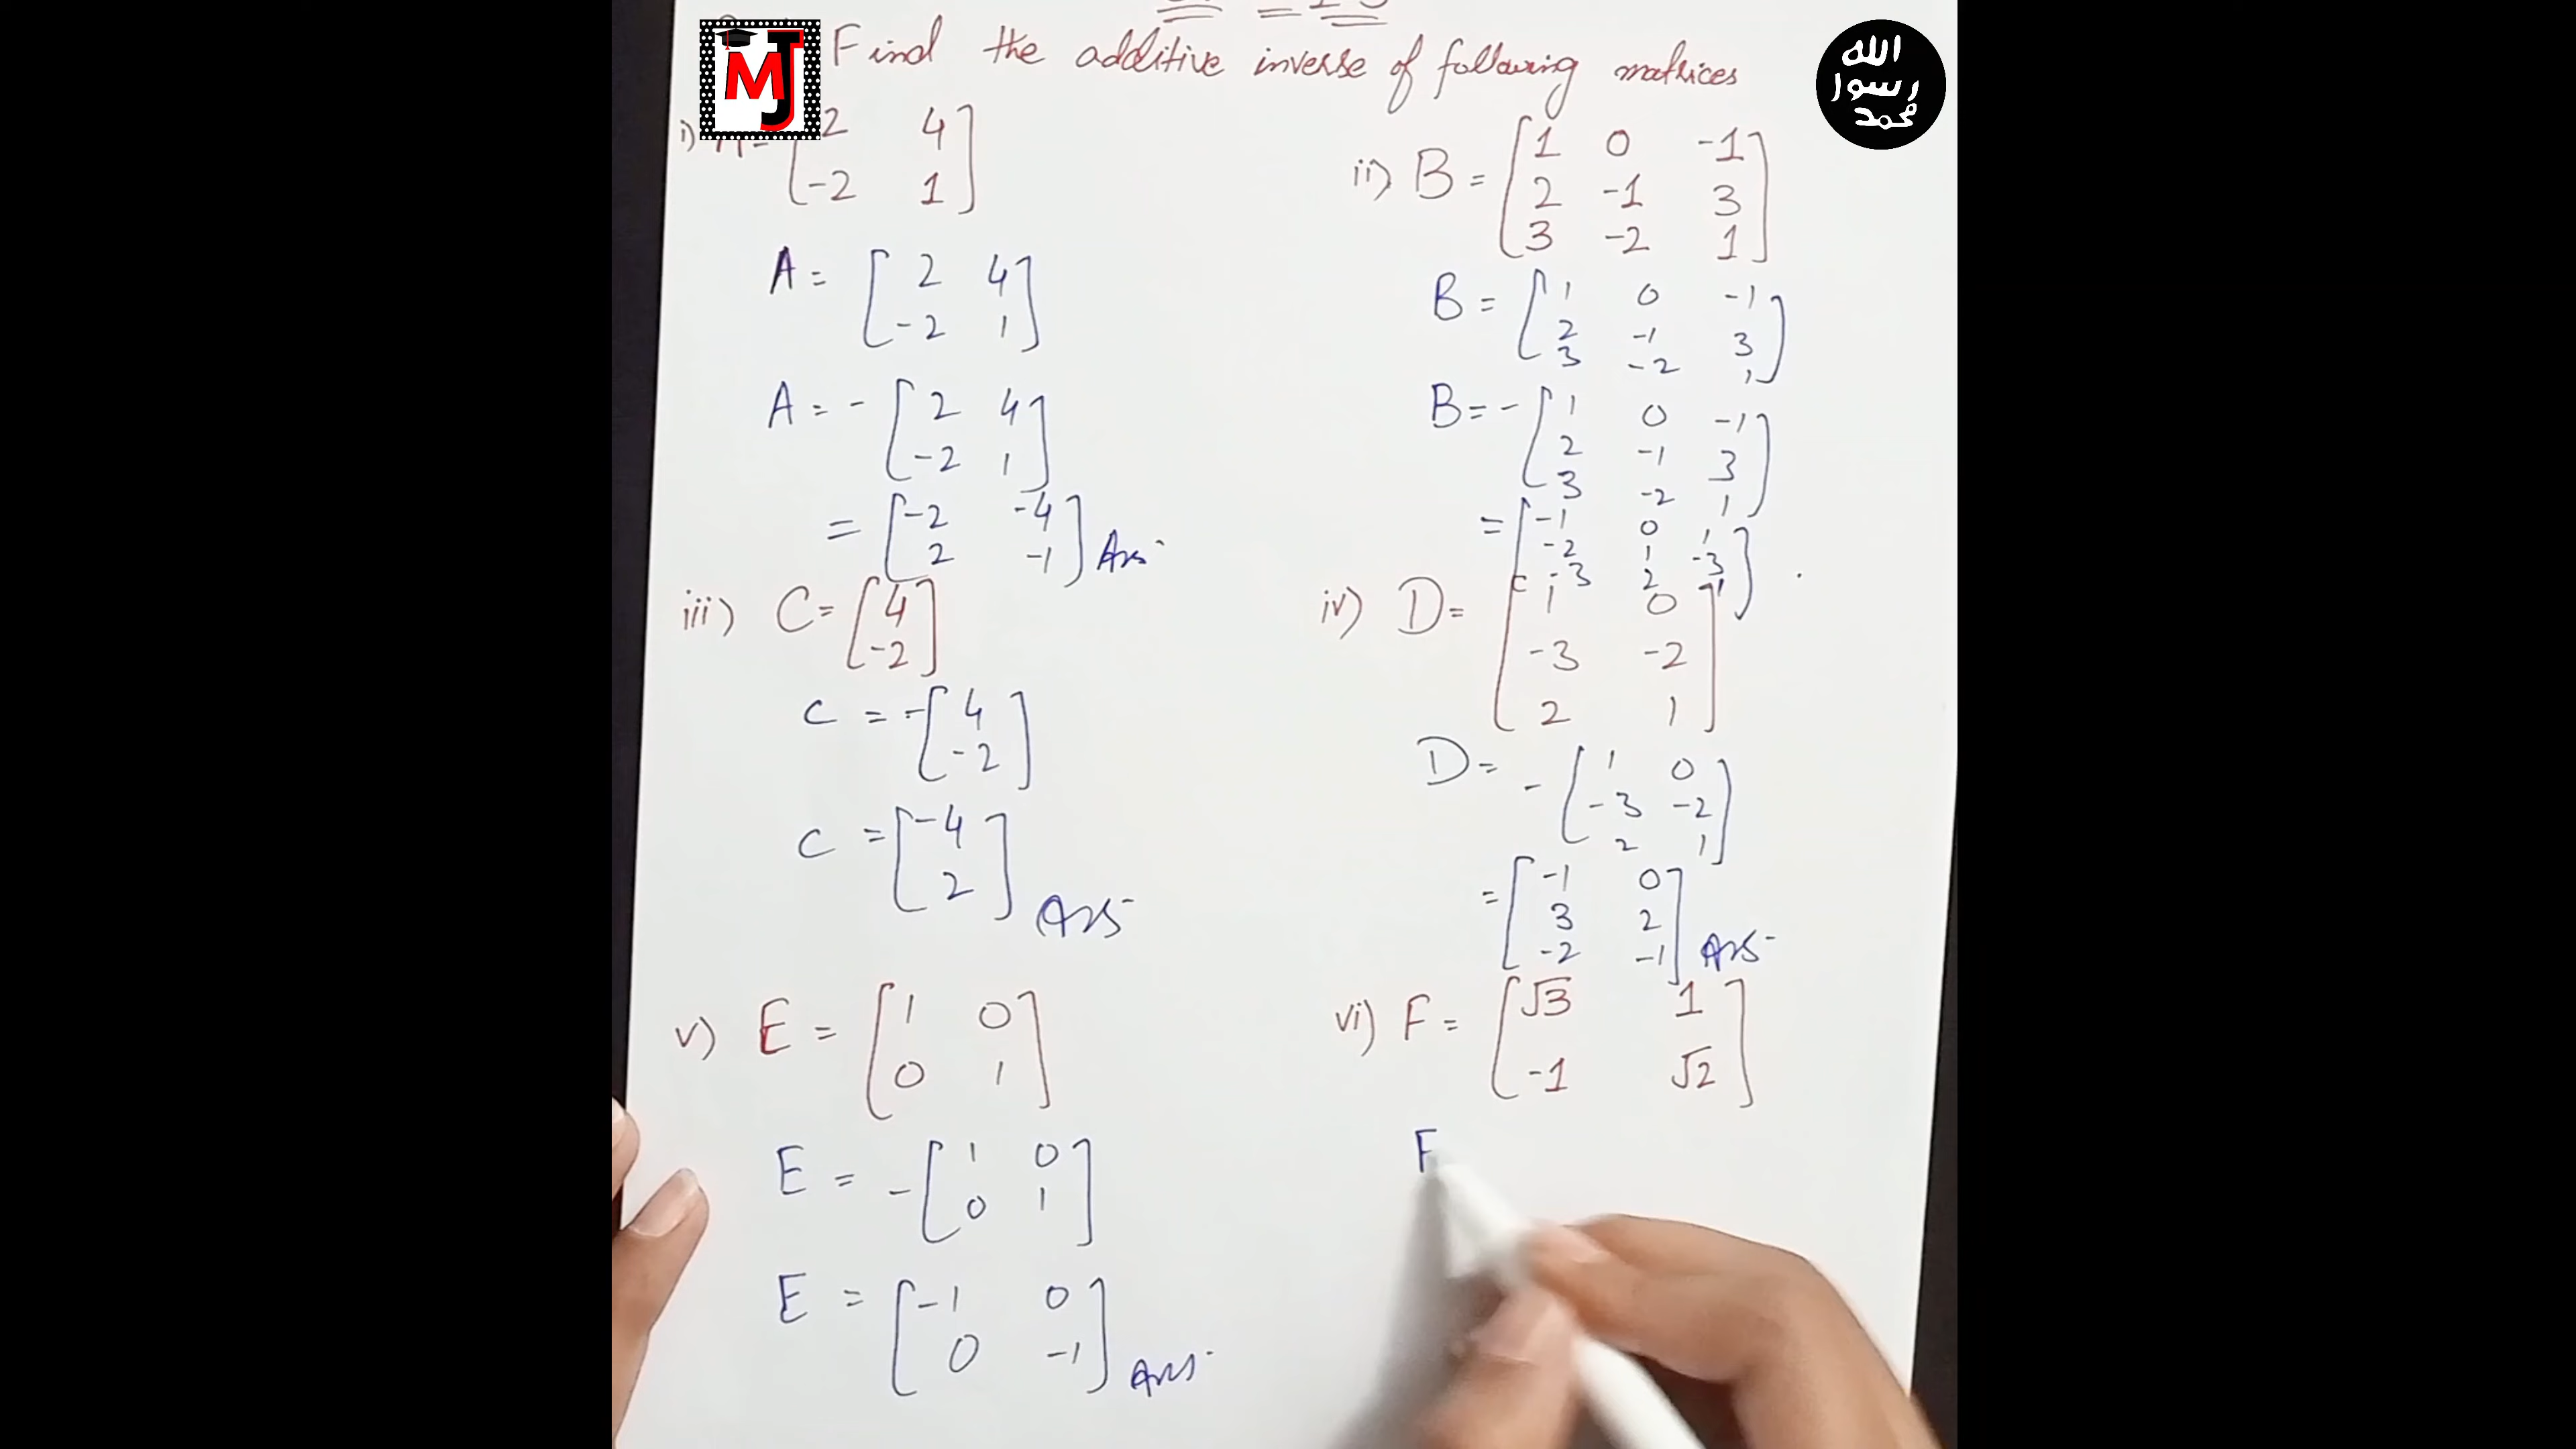 MJ
الله
رسول
محمد
Find the additive inverse of following matrices
i) A = [2 4
-2 1]
A = [2 4
-2 1]
A = - [2 4
-2 1]
= [-2 -4
2 -1] Ans
ii) B = [1 0 -1
2 -1 3
3 -2 1]
B = [1 0 -1
2 -1 3
3 -2 1]
B = - [1 0 -1
2 -1 3
3 -2 1]
= [-1 0 1
-2 1 -3
-3 2 -1]
iii) C = [4
-2]
C = - [4
-2]
C = [-4
2] Ans
iv) D = [1 0
-3 -2
2 1]
D = - [1 0
-3 -2
2 1]
= [-1 0
3 2
-2 -1] Ans
v) E = [1 0
0 1]
E = - [1 0
0 1]
E = [-1 0
0 -1] Ans
vi) F = [√3 1
-1 √2]
F